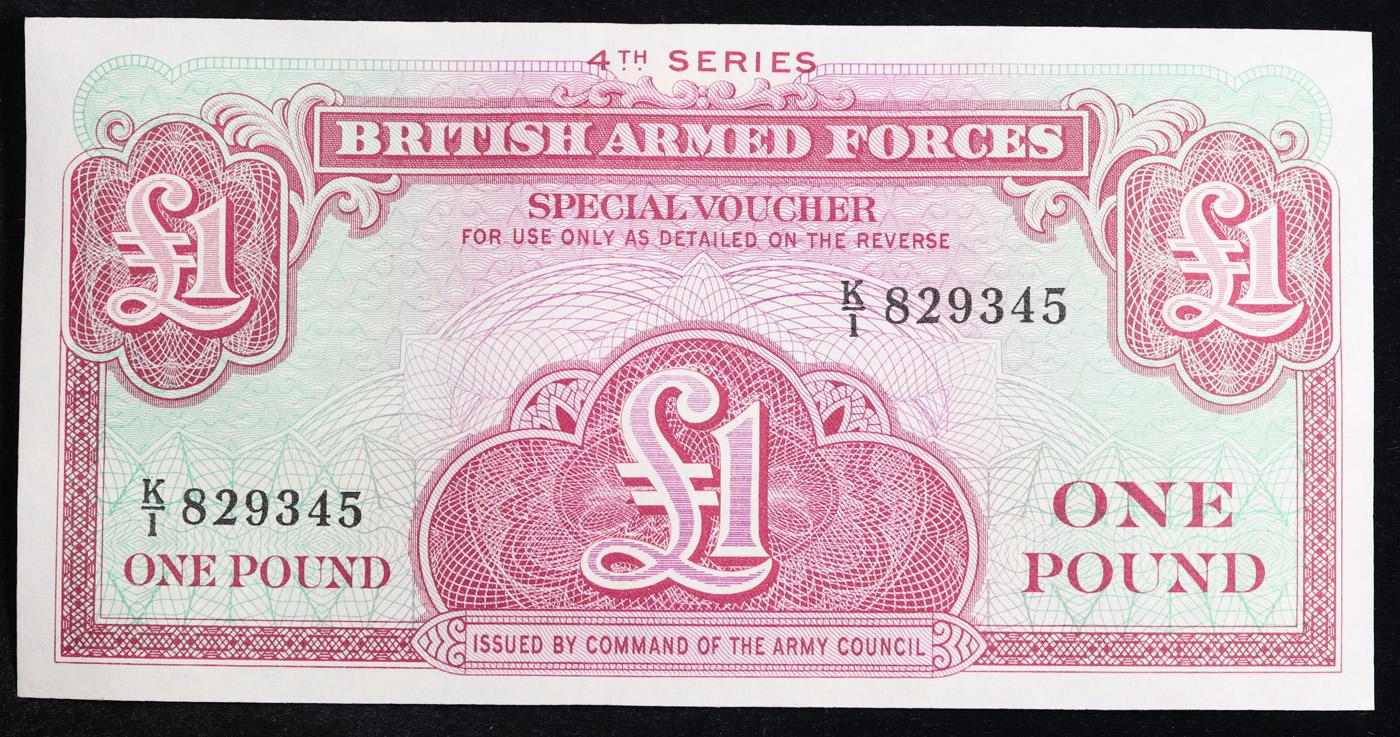 4TH SERIES
BRITISH ARMED FORCES
SPECIAL VOUCHER
FOR USE ONLY AS DETAILED ON THE REVERSE
£1
£1
K/1 829345
£1
K/1 829345
ONE POUND
ONE
POUND
ISSUED BY COMMAND OF THE ARMY COUNCIL